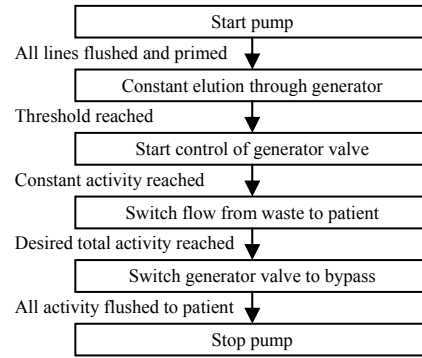 Start pump
All lines flushed and primed
Constant elution through generator
Threshold reached
Start control of generator valve
Constant activity reached
Switch flow from waste to patient
Desired total activity reached
Switch generator valve to bypass
All activity flushed to patient
Stop pump